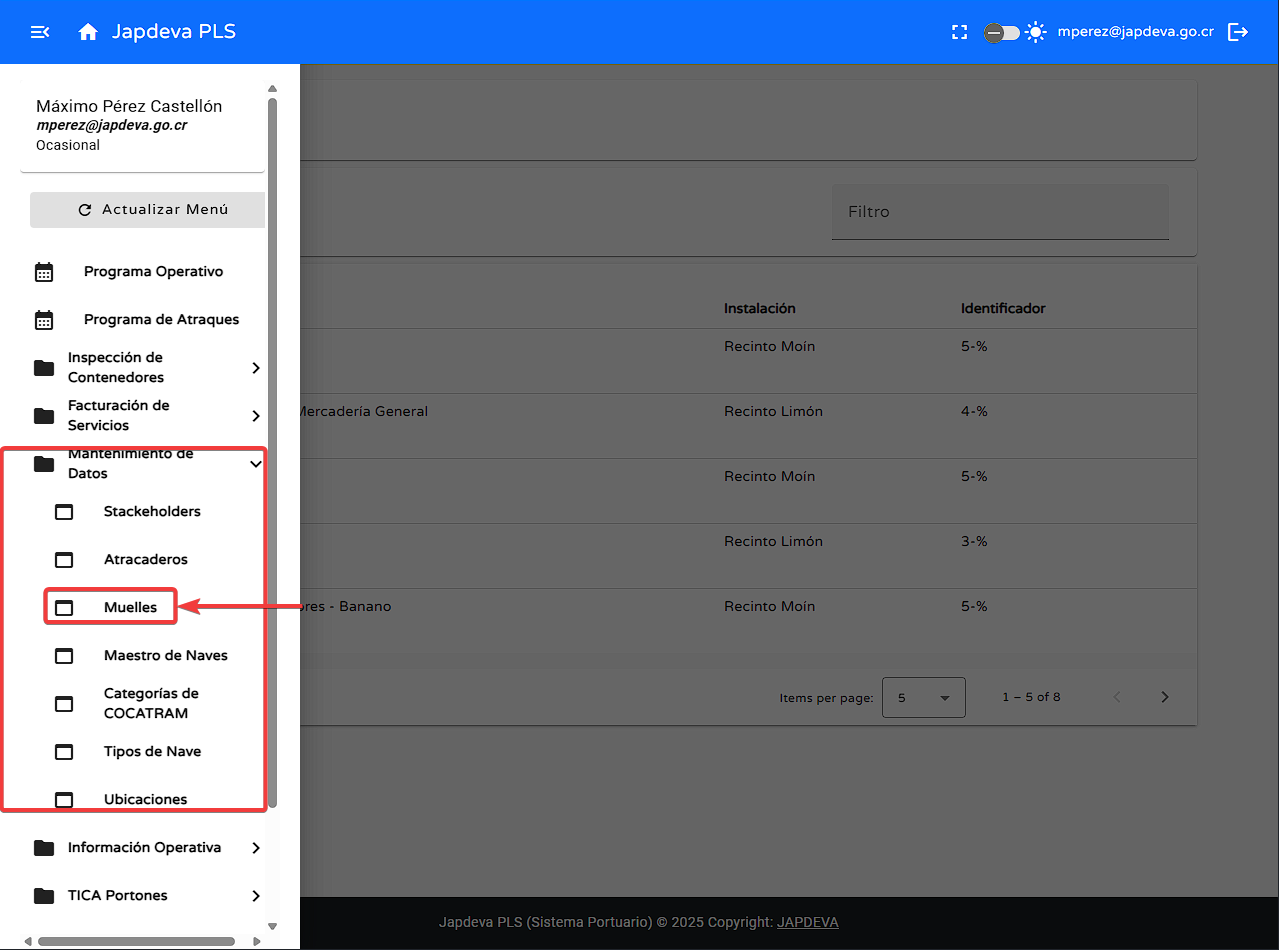 Japdeva PLS
mperez@japdeva.go.cr
Máximo Pérez Castellón
mperez@japdeva.go.cr
Ocasional
Actualizar Menú
Programa Operativo
Programa de Atraques
Inspección de
Contenedores
Facturación de
Servicios
Mantenimiento de
Datos
Stackeholders
Atracaderos
Muelles
Maestro de Naves
Categorías de
COCATRAM
Tipos de Nave
Ubicaciones
Información Operativa
TICA Portones
Filtro
Instalación Identificador
Recinto Moín 5-%
Mercadería General Recinto Limón 4-%
Recinto Moín 5-%
Recinto Limón 3-%
- Banano Recinto Moín 5-%
Items per page: 5 1 – 5 of 8
Japdeva PLS (Sistema Portuario) © 2025 Copyright: JAPDEVA